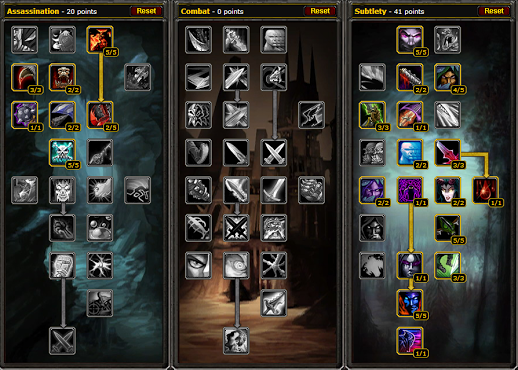 Assassination - 20 points Reset
Combat - 0 points Reset
Subtlety - 41 points Reset
5/5
3/3 2/2
1/1 2/2 2/5
5/5
5/5
2/2 4/5
3/3 1/1
2/2 3/3
2/2 1/1 2/2 1/1
5/5
1/1 3/3
5/5
1/1